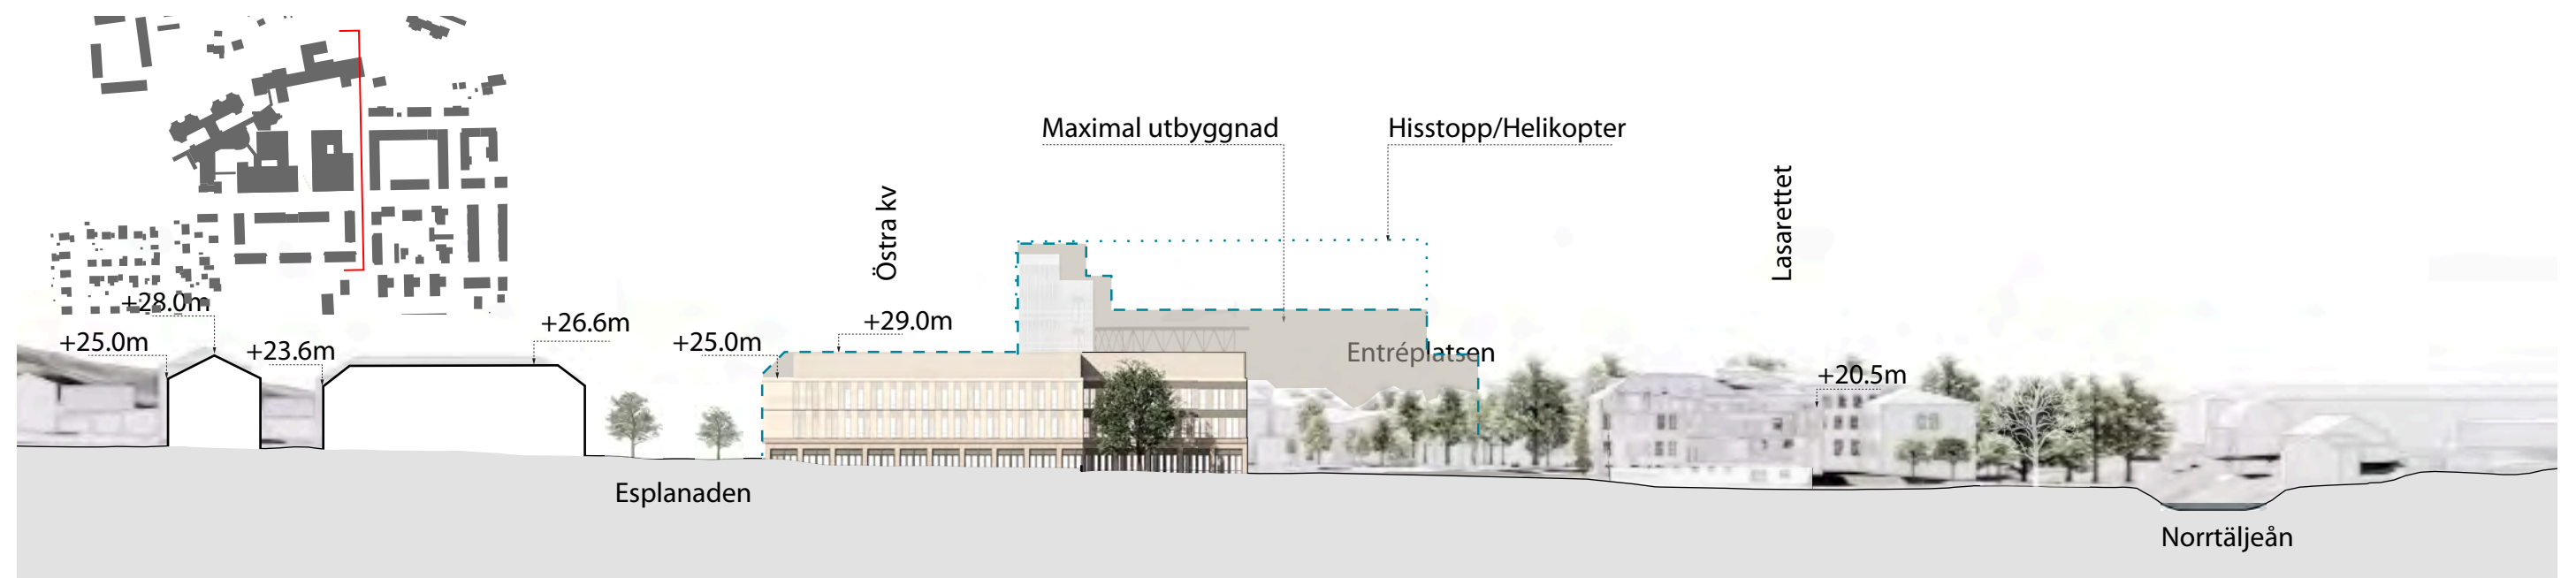 Maximal utbyggnad
Hisstopp/Helikopter
Östra kv
Lasarettet
+28.0m
+25.0m
+23.6m
+26.6m
+25.0m
+29.0m
Entréplatsen
+20.5m
Esplanaden
Norrtäljeån